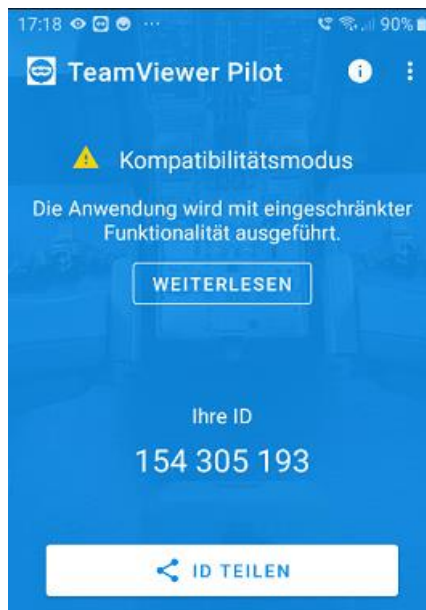 17:18 ... 90%
TeamViewer Pilot
Kompatibilitätsmodus
Die Anwendung wird mit eingeschränkter
Funktionalität ausgeführt.
WEITERLESEN
Ihre ID
154 305 193
ID TEILEN